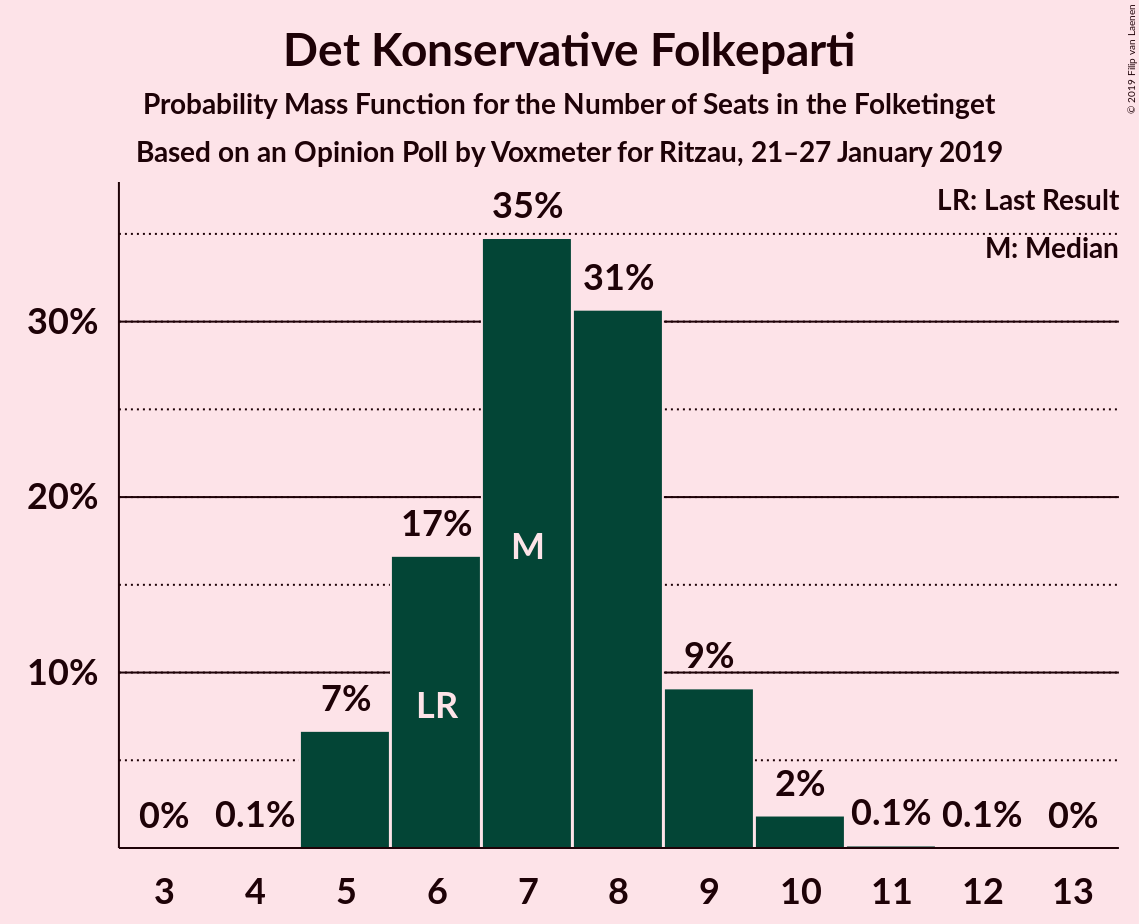 Det Konservative Folkeparti
Probability Mass Function for the Number of Seats in the Folketinget
Based on an Opinion Poll by Voxmeter for Ritzau, 21–27 January 2019
© 2019 Filip van Laenen
LR: Last Result
M: Median
30%
20%
10%
0%
0.1%
7%
17%
35%
31%
9%
2%
0.1%
0.1%
0%
LR
M
3 4 5 6 7 8 9 10 11 12 13